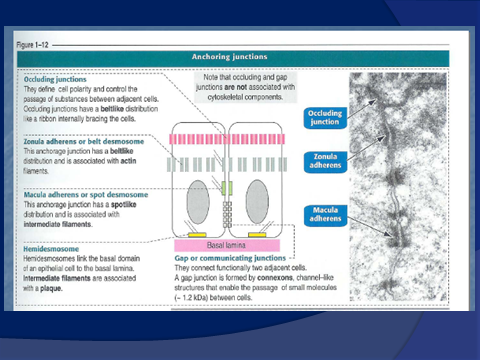 Figure 1–12
Anchoring junctions
Occluding junctions
They define cell polarity and control the
passage of substances between adjacent cells.
Occluding junctions have a beltlike distribution
like a ribbon internally bracing the cells.
Zonula adherens or belt desmosome
This anchoring junction has a beltlike
distribution and is associated with actin
filaments.
Macula adherens or spot desmosome
This anchorage junction has a spotlike
distribution and is associated with
intermediate filaments.
Hemidesmosome
Hemidesmosomes link the basal domain
of an epithelial cell to the basal lamina.
Intermediate filaments are associated
with a plaque.
Note that occluding and gap
junctions are not associated with
cytoskeletal components.
Basal lamina
Gap or communicating junctions
They connect functionally two adjacent cells.
A gap junction is formed by connexons, channel-like
structures that enable the passage of small molecules
(~ 1.2 kDa) between cells.
Occluding
junction
Zonula
adherens
Macula
adherens